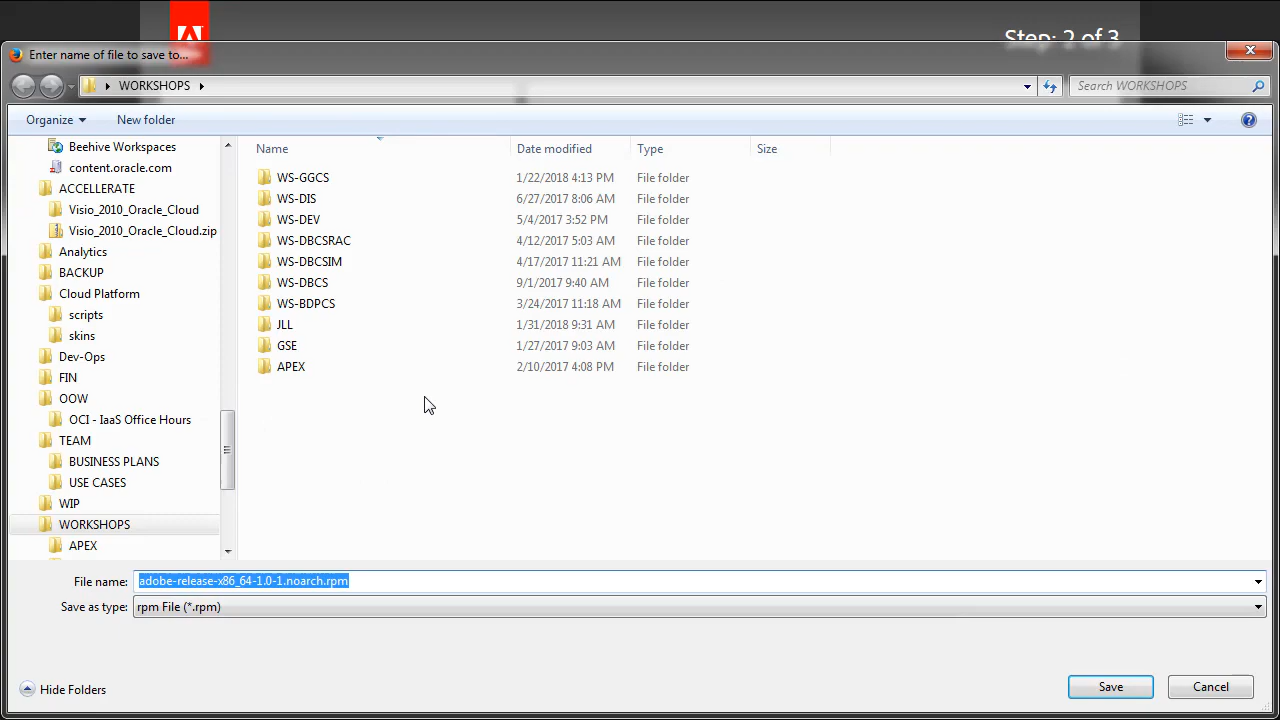 Step: 2 of 3
Enter name of file to save to...
WORKSHOPS
Search WORKSHOPS
Organize
New folder
Beehive Workspaces
content.oracle.com
ACCELLERATE
Visio_2010_Oracle_Cloud
Visio_2010_Oracle_Cloud.zip
Analytics
BACKUP
Cloud Platform
scripts
skins
Dev-Ops
FIN
OOW
OCI - IaaS Office Hours
TEAM
BUSINESS PLANS
USE CASES
WIP
WORKSHOPS
APEX
Name Date modified Type Size
WS-GGCS 1/22/2018 4:13 PM File folder
WS-DIS 6/27/2017 8:06 AM File folder
WS-DEV 5/4/2017 3:52 PM File folder
WS-DBCSRAC 4/12/2017 5:03 AM File folder
WS-DBCSIM 4/17/2017 11:21 AM File folder
WS-DBCS 9/1/2017 9:40 AM File folder
WS-BDPCS 3/24/2017 11:18 AM File folder
JLL 1/31/2018 9:31 AM File folder
GSE 1/27/2017 9:03 AM File folder
APEX 2/10/2017 4:08 PM File folder
File name: adobe-release-x86_64-1.0-1.noarch.rpm
Save as type: rpm File (*.rpm)
Hide Folders
Save
Cancel